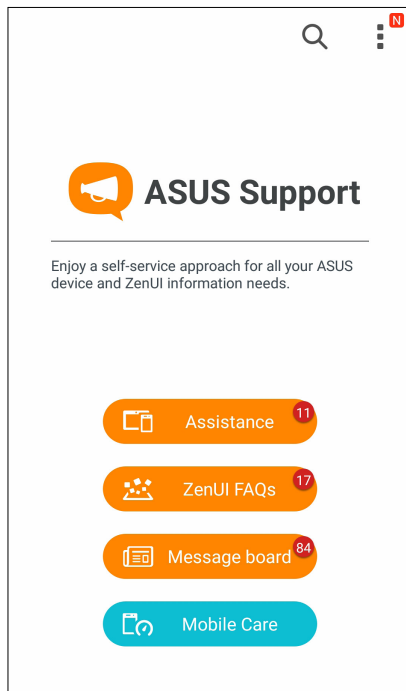 N
ASUS Support
Enjoy a self-service approach for all your ASUS
device and ZenUI information needs.
Assistance 11
ZenUI FAQs 17
Message board 84
Mobile Care